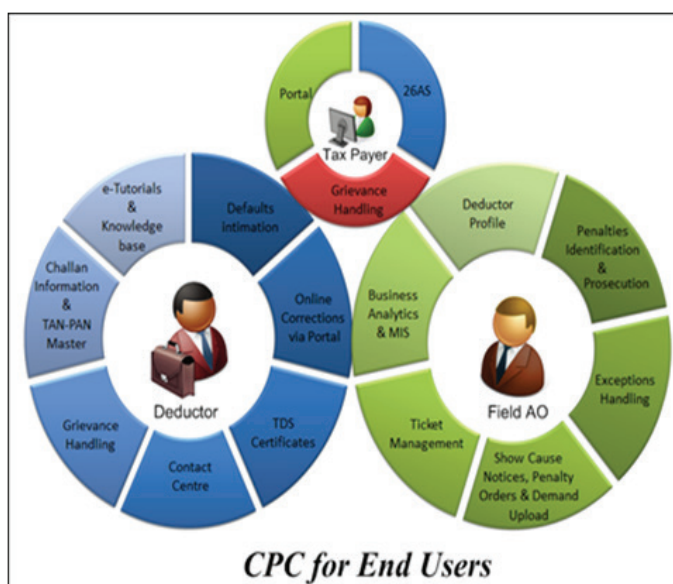 Portal
26AS
Tax Payer
Grievance
Handling
e-Tutorials
&
Knowledge
base
Defaults
intimation
Challan
Information
&
TAN-PAN
Master
Online
Corrections
via Portal
Deductor
Grievance
Handling
Contact
Centre
TDS
Certificates
Deductor
Profile
Penalties
Identification
&
Prosecution
Business
Analytics
& MIS
Exceptions
Handling
Field AO
Ticket
Management
Show Cause
Notices, Penalty
Orders & Demand
Upload
CPC for End Users